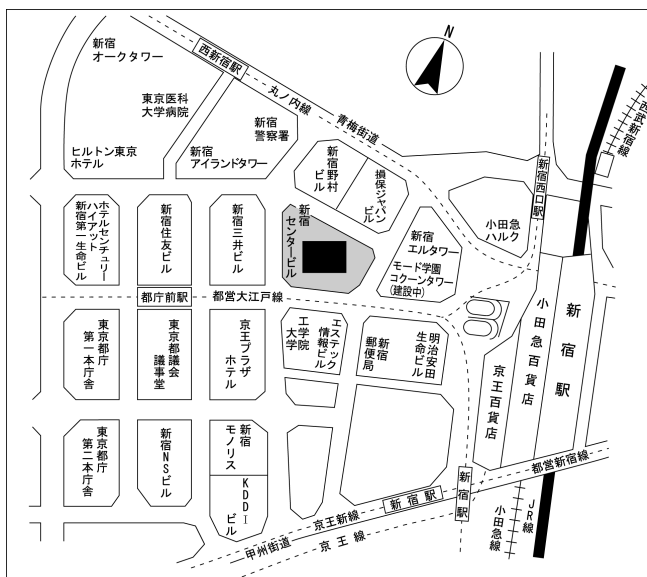 N
新宿
オークタワー
西新宿駅
丸ノ内線
青梅街道
西武新宿線
東京医科
大学病院
新宿
警察署
ヒルトン東京
ホテル
新宿
アイランドタワー
新宿野村
ビル
損保ジャパン
ビル
新宿西口駅
小田急
ハルク
ホテルセンチュリー
ハイアット
新宿第一生命ビル
新宿住友ビル
新宿三井ビル
新宿
センタービル
新宿
エルタワー
モード学園
コクーンタワー
(建設中)
都庁前駅
都営大江戸線
小田急百貨店
新宿駅
京王百貨店
東京都庁
第一本庁舎
東京都議会
議事堂
京王プラザ
ホテル
工学院
大学
エステック
情報ビル
新宿
郵便局
明治安田
生命ビル
東京都庁
第二本庁舎
新宿NSビル
新宿
モノリス
KDDI
ビル
都営新宿線
新宿駅
新宿駅
京王新線
甲州街道
京王線
小田急線
JR線